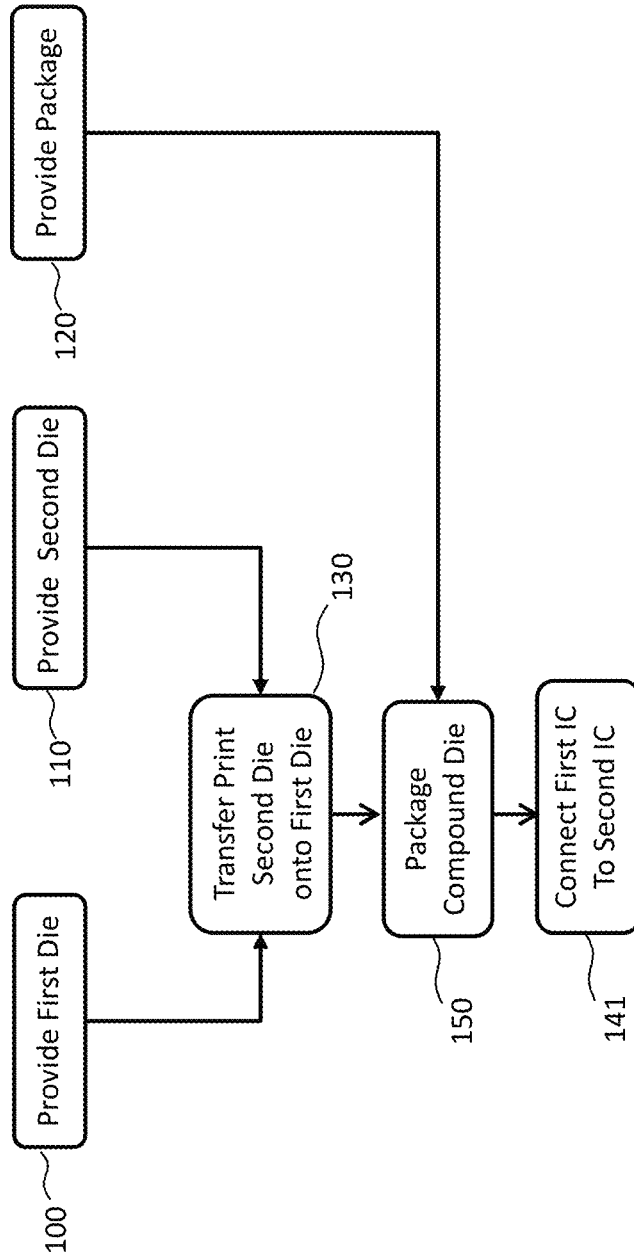 Provide First Die
100
Provide Second Die
110
Provide Package
120
Transfer Print
Second Die
onto First Die
130
Package
Compound Die
150
Connect First IC
To Second IC
141